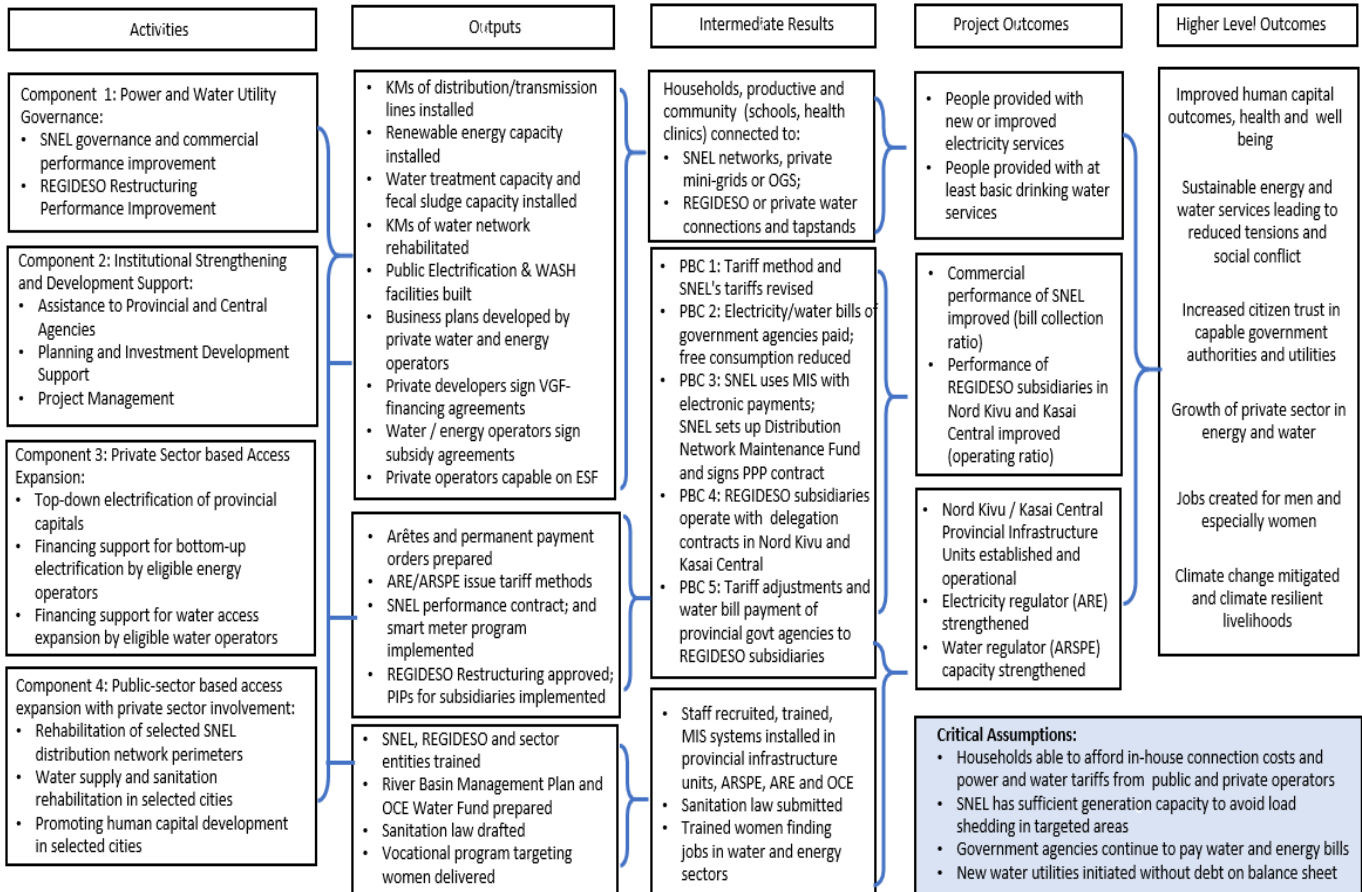 Activities
Outputs
Intermediate Results
Project Outcomes
Higher Level Outcomes
Component 1: Power and Water Utility
Governance:
• SNEL governance and commercial
performance improvement
• REGIDESO Restructuring
Performance Improvement
Component 2: Institutional Strengthening
and Development Support:
• Assistance to Provincial and Central
Agencies
• Planning and Investment Development
Support
• Project Management
Component 3: Private Sector based Access
Expansion:
• Top-down electrification of provincial
capitals
• Financing support for bottom-up
electrification by eligible energy
operators
• Financing support for water access
expansion by eligible water operators
Component 4: Public-sector based access
expansion with private sector involvement:
• Rehabilitation of selected SNEL
distribution network perimeters
• Water supply and sanitation
rehabilitation in selected cities
• Promoting human capital development
in selected cities
• KMs of distribution/transmission
lines installed
• Renewable energy capacity
installed
• Water treatment capacity and
fecal sludge capacity installed
• KMs of water network
rehabilitated
• Public Electrification & WASH
facilities built
• Business plans developed by
private water and energy
operators
• Private developers sign VGF-
financing agreements
• Water / energy operators sign
subsidy agreements
• Private operators capable on ESF
• Arêtes and permanent payment
orders prepared
• ARE/ARSPE issue tariff methods
• SNEL performance contract; and
smart meter program
implemented
• REGIDESO Restructuring approved;
PIPs for subsidiaries implemented
• SNEL, REGIDESO and sector
entities trained
• River Basin Management Plan and
OCE Water Fund prepared
• Sanitation law drafted
• Vocational program targeting
women delivered
Households, productive and
community (schools, health
clinics) connected to:
• SNEL networks, private
mini-grids or OGS;
• REGIDESO or private water
connections and tapstands
• PBC 1: Tariff method and
SNEL's tariffs revised
• PBC 2: Electricity/water bills of
government agencies paid;
free consumption reduced
• PBC 3: SNEL uses MIS with
electronic payments;
SNEL sets up Distribution
Network Maintenance Fund
and signs PPP contract
• PBC 4: REGIDESO subsidiaries
operate with delegation
contracts in Nord Kivu and
Kasai Central
• PBC 5: Tariff adjustments and
water bill payment of
provincial govt agencies to
REGIDESO subsidiaries
• Staff recruited, trained,
MIS systems installed in
provincial infrastructure
units, ARSPE, ARE and OCE
• Sanitation law submitted
• Trained women finding
jobs in water and energy
sectors
• People provided with
new or improved
electricity services
• People provided with at
least basic drinking water
services
• Commercial
performance of SNEL
improved (bill collection
ratio)
• Performance of
REGIDESO subsidiaries in
Nord Kivu and Kasai
Central improved
(operating ratio)
• Nord Kivu / Kasai Central
Provincial Infrastructure
Units established and
operational
• Electricity regulator (ARE)
strengthened
• Water regulator (ARSPE)
capacity strengthened
Improved human capital
outcomes, health and well
being
Sustainable energy and
water services leading to
reduced tensions and
social conflict
Increased citizen trust in
capable government
authorities and utilities
Growth of private sector in
energy and water
Jobs created for men and
especially women
Climate change mitigated
and climate resilient
livelihoods
Critical Assumptions:
• Households able to afford in-house connection costs and
power and water tariffs from public and private operators
• SNEL has sufficient generation capacity to avoid load
shedding in targeted areas
• Government agencies continue to pay water and energy bills
• New water utilities initiated without debt on balance sheet